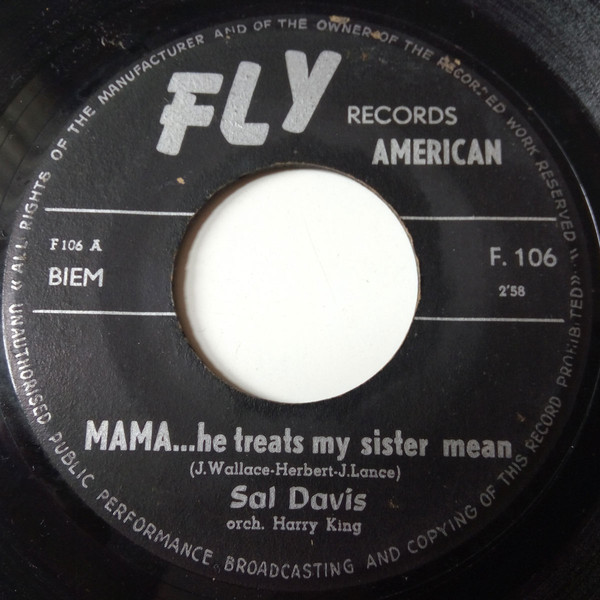 « ALL RIGHTS OF THE MANUFACTURER AND OF THE OWNER OF THE RECORDED WORK RESERVED
FLY
RECORDS
AMERICAN
F 106 A
BIEM
F. 106
2'58
MAMA...he treats my sister mean
(J.Wallace-Herbert-J.Lance)
Sal Davis
orch. Harry King
UNAUTHORISED PUBLIC PERFORMANCE BROADCASTING AND COPYING OF THIS RECORD PROHIBITED»